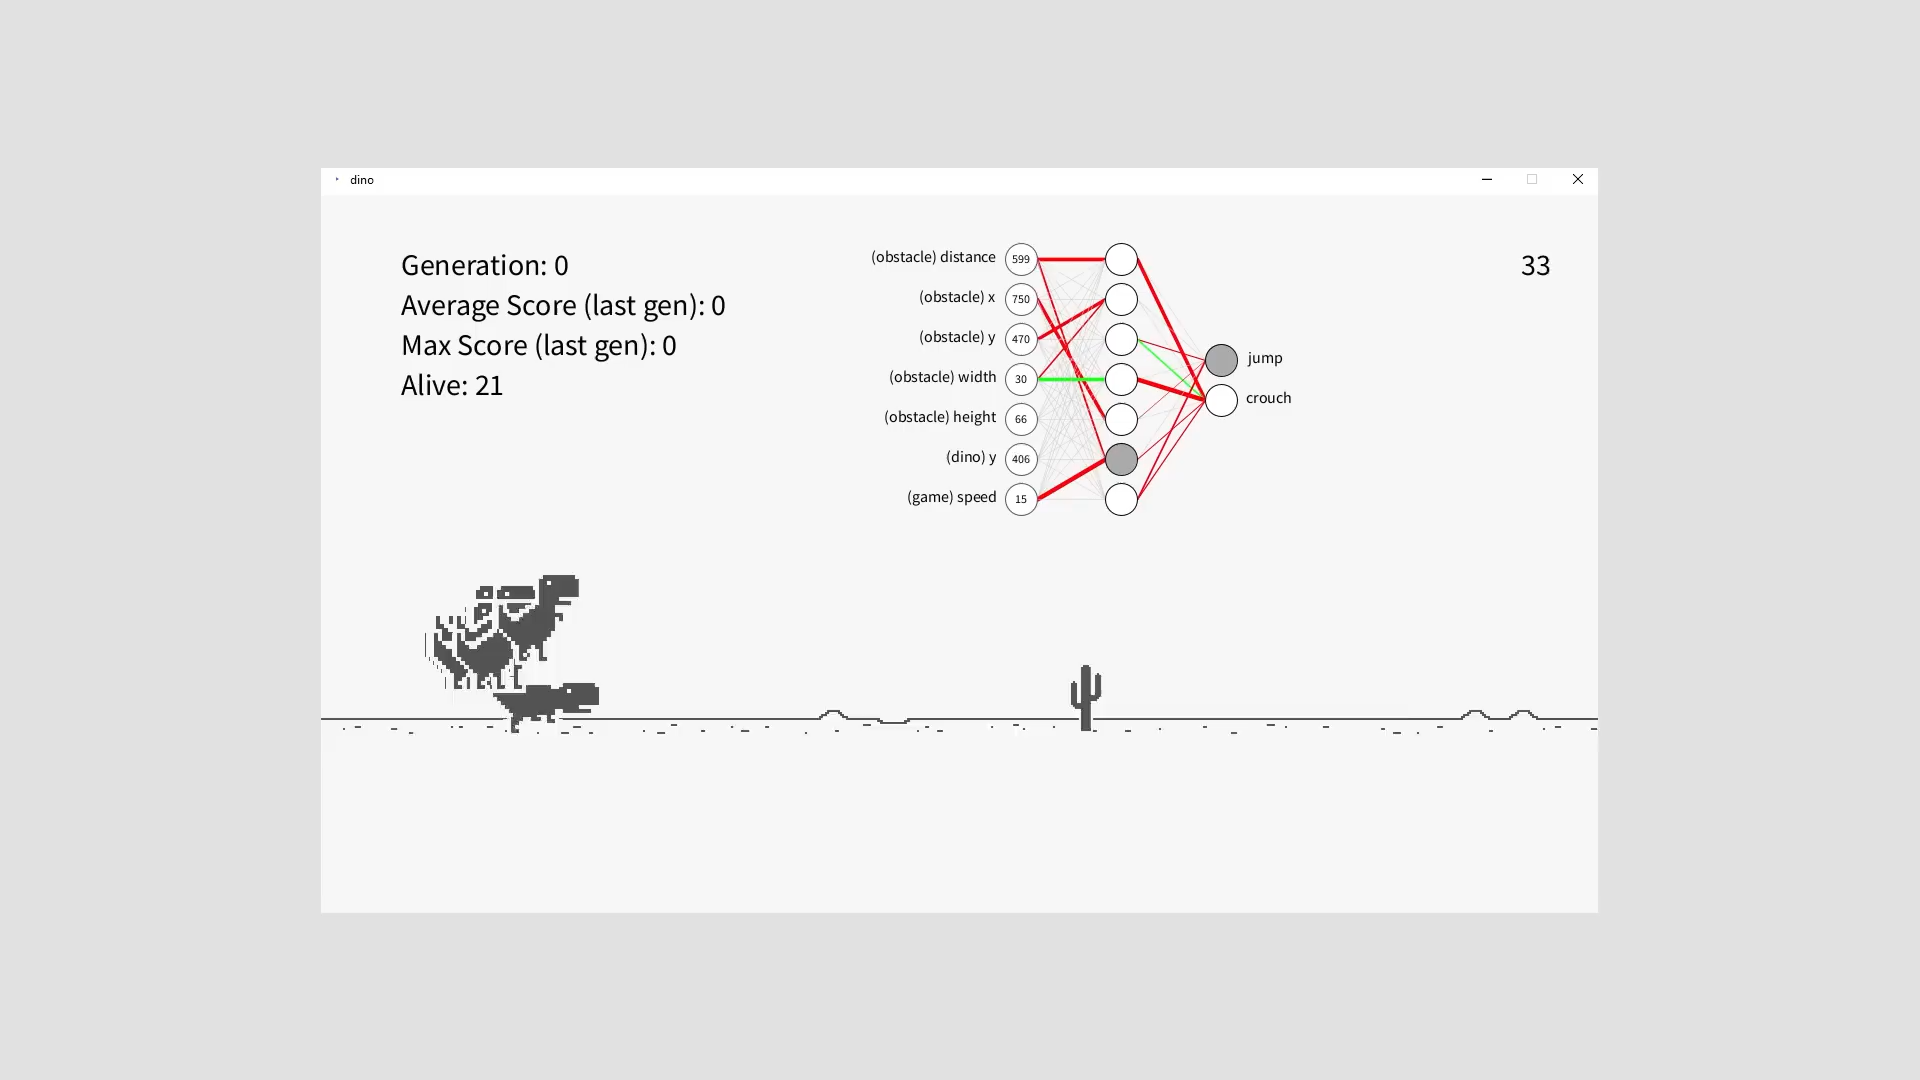 dino
Generation: 0
Average Score (last gen): 0
Max Score (last gen): 0
Alive: 21
(obstacle) distance 599
(obstacle) x 750
(obstacle) y 470
(obstacle) width 30
(obstacle) height 66
(dino) y 406
(game) speed 15
jump
crouch
33